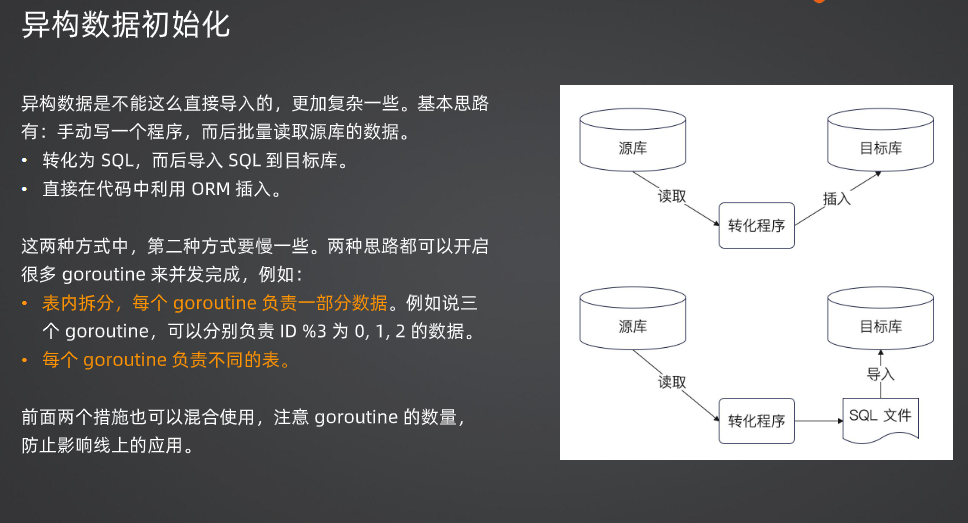 异构数据初始化
异构数据是不能这么直接导入的，更加复杂一些。基本思路
有：手动写一个程序，而后批量读取源库的数据。
• 转化为 SQL，而后导入 SQL 到目标库。
• 直接在代码中利用 ORM 插入。
这两种方式中，第二种方式要慢一些。两种思路都可以开启
很多 goroutine 来并发完成，例如：
• 表内拆分，每个 goroutine 负责一部分数据。例如说三
个 goroutine，可以分别负责 ID %3 为 0, 1, 2 的数据。
• 每个 goroutine 负责不同的表。
前面两个措施也可以混合使用，注意 goroutine 的数量，
防止影响线上的应用。
源库
目标库
读取
插入
转化程序
源库
目标库
读取
导入
转化程序
SQL 文件